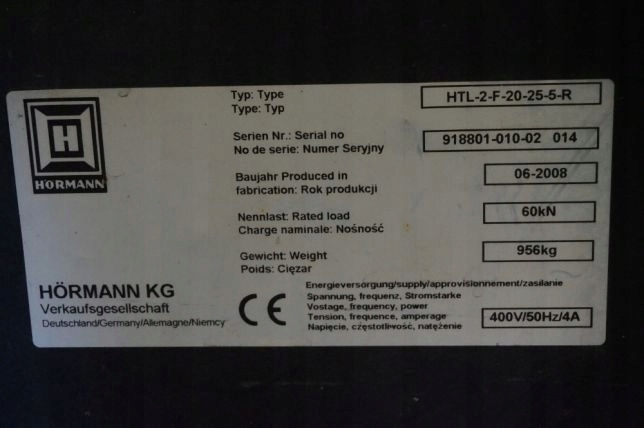 H
HÖRMANN
Typ: Type
Type: Typ
HTL-2-F-20-25-5-R
Serien Nr.: Serial no
No de serie: Numer Seryjny
918801-010-02 014
Baujahr Produced in
fabrication: Rok produkcji
06-2008
Nennlast: Rated load
Charge naminale: Nośność
60kN
Gewicht: Weight
Poids: Cięzar
956kg
HÖRMANN KG
Verkaufsgesellschaft
Deutschland/Germany/Allemagne/Niemcy
CE
Energieversorgung/supply/approvisionnement/zasilanie
Spannung, frequenz, Stromstarke
Vostage, frequency, power
Tension, frequence, amperage
Napięcie, częstotliwość, natężenie
400V/50Hz/4A